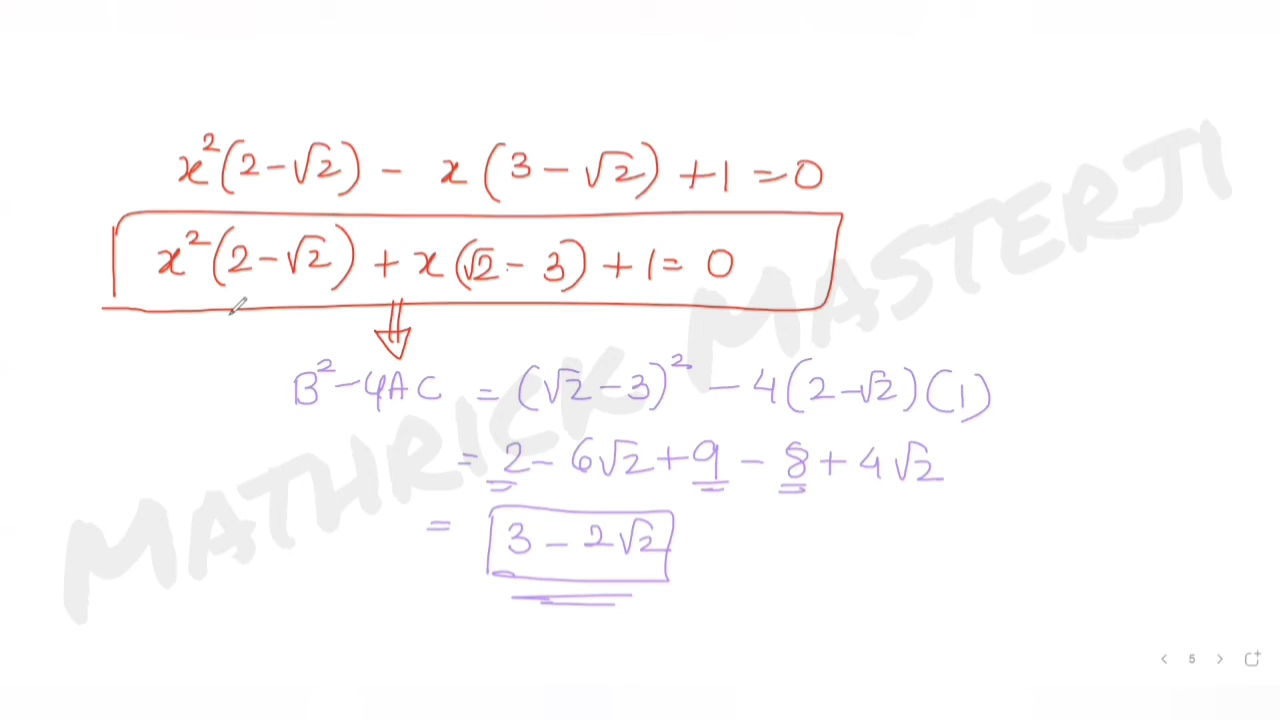 x²(2-√2) - x(3-√2)+1=0
x²(2-√2)+x(√2-3)+1=0
B²-4AC = (√2-3)²-4(2-√2)(1)
= 2-6√2+9-8+4√2
= 3-2√2
MATHRICK MASTERJI
< 5 >